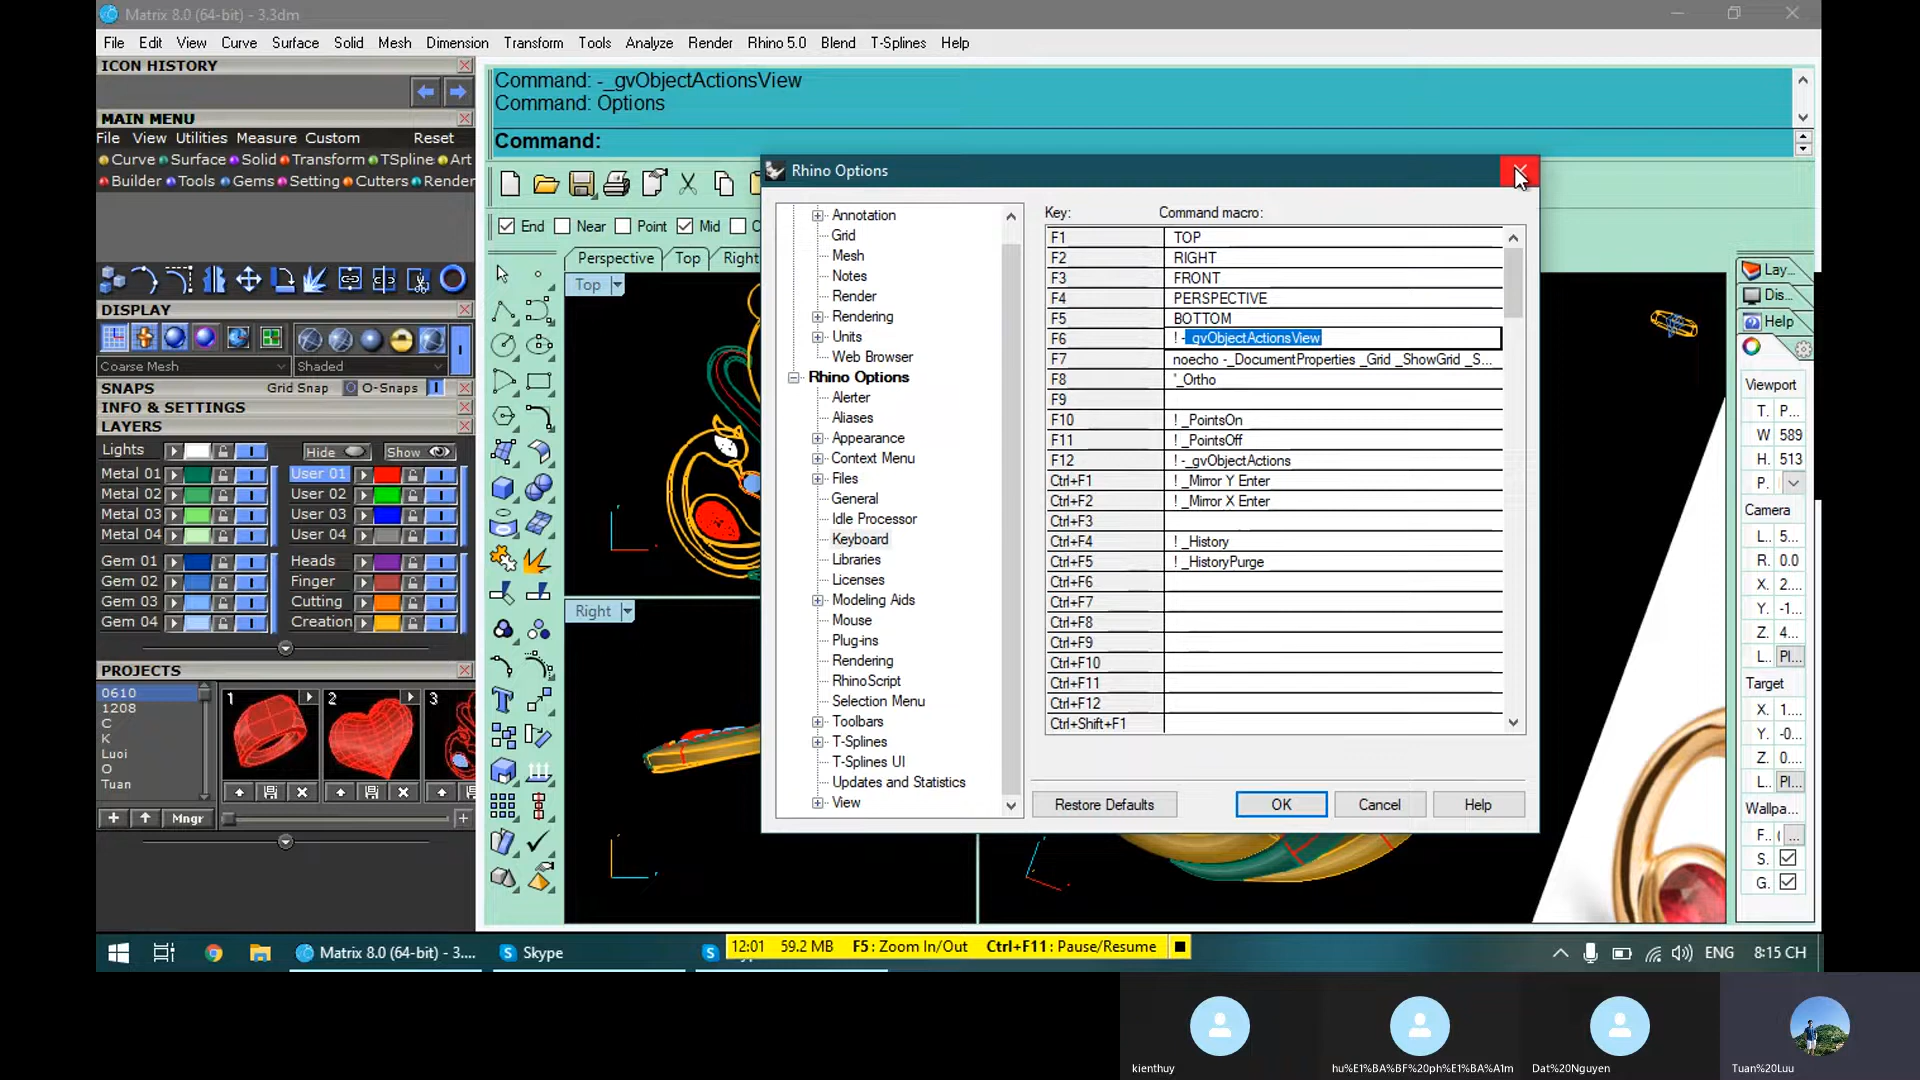 Matrix 8.0 (64-bit) - 3.3dm
File Edit View Curve Surface Solid Mesh Dimension Transform Tools Analyze Render Rhino 5.0 Blend T-Splines Help
ICON HISTORY
MAIN MENU
File View Utilities Measure Custom Reset
Curve Surface Solid Transform TSpline Art
Builder Tools Gems Setting Cutters Render
DISPLAY
Coarse Mesh Shaded
SNAPS Grid Snap O-Snaps
INFO & SETTINGS
LAYERS
Lights Hide Show
Metal 01 User 01
Metal 02 User 02
Metal 03 User 03
Metal 04 User 04
Gem 01 Heads
Gem 02 Finger
Gem 03 Cutting
Gem 04 Creation
PROJECTS
0610
1208
C
K
Luoi
O
Tuan
1 2 3
Mngr
Command: -_gvObjectActionsView
Command: Options
Command:
End Near Point Mid
Perspective Top Right
Top
Right
Rhino Options
Annotation
Grid
Mesh
Notes
Render
Rendering
Units
Web Browser
Rhino Options
Alerter
Aliases
Appearance
Context Menu
Files
General
Idle Processor
Keyboard
Libraries
Licenses
Modeling Aids
Mouse
Plug-ins
Rendering
RhinoScript
Selection Menu
Toolbars
T-Splines
T-Splines UI
Updates and Statistics
View
Key: Command macro:
F1 TOP
F2 RIGHT
F3 FRONT
F4 PERSPECTIVE
F5 BOTTOM
F6 ! -_gvObjectActionsView
F7 noecho -_DocumentProperties _Grid _ShowGrid _S...
F8 '_Ortho
F9
F10 ! _PointsOn
F11 ! _PointsOff
F12 ! -_gvObjectActions
Ctrl+F1 ! _Mirror Y Enter
Ctrl+F2 ! _Mirror X Enter
Ctrl+F3
Ctrl+F4 ! _History
Ctrl+F5 ! _HistoryPurge
Ctrl+F6
Ctrl+F7
Ctrl+F8
Ctrl+F9
Ctrl+F10
Ctrl+F11
Ctrl+F12
Ctrl+Shift+F1
Restore Defaults OK Cancel Help
Lay...
Dis...
Help
Viewport
T. P...
W 589
H. 513
P.
Camera
L.. 5...
R. 0.0
X. 2....
Y. -1...
Z. 4...
L.. Pl...
Target
X. 1....
Y. -0...
Z. 0....
L.. Pl...
Wallpa...
F.. ...
S..
G.
Matrix 8.0 (64-bit) - 3.... Skype
12:01 59.2 MB F5 : Zoom In/Out Ctrl+F11 : Pause/Resume
ENG 8:15 CH
kienthuy hu%E1%BA%BF%20ph%E1%BA%A1m Dat%20Nguyen Tuan%20Luu